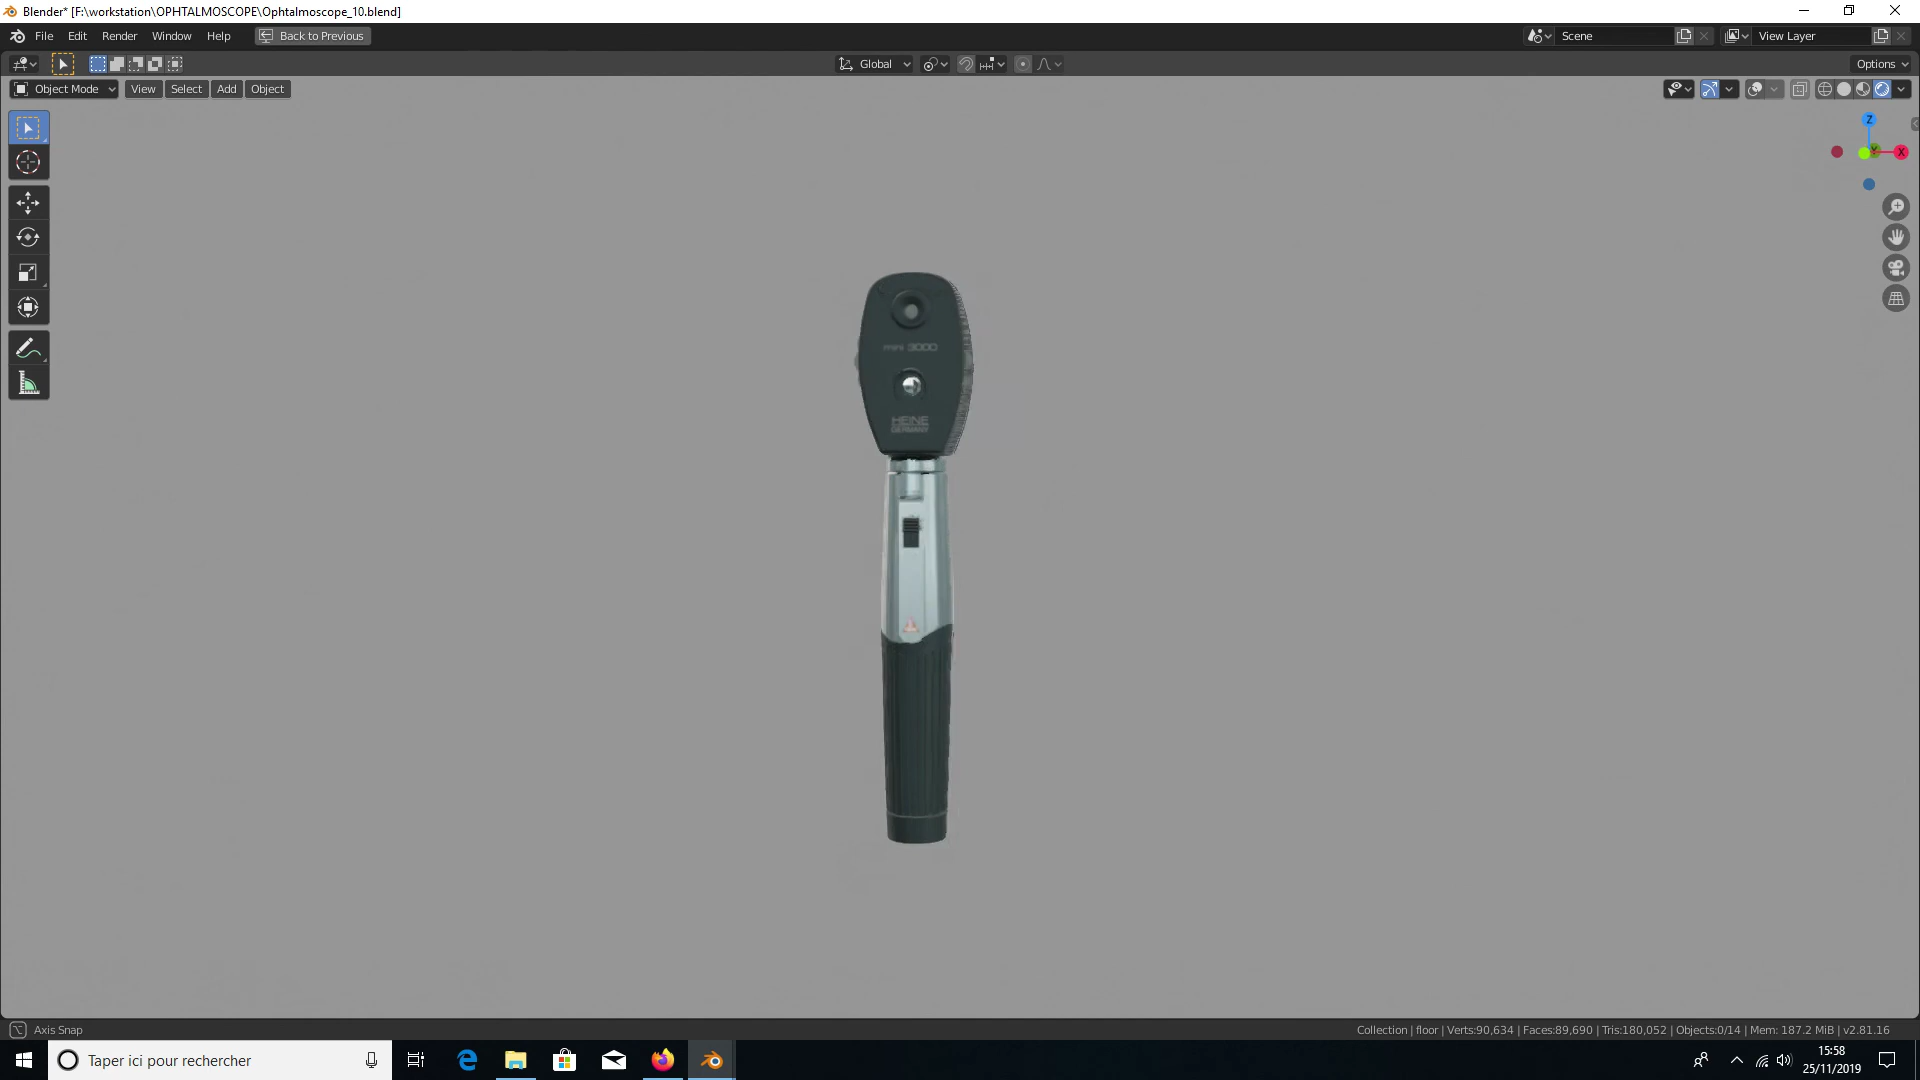 Blender* [F:\workstation\OPHTALMOSCOPE\Ophtalmoscope_10.blend]
File Edit Render Window Help Back to Previous Scene View Layer
Global Options
Object Mode View Select Add Object
Z
Y X
mini 3000
HEINE
GERMANY
Axis Snap Collection | floor | Verts:90,634 | Faces:89,690 | Tris:180,052 | Objects:0/14 | Mem: 187.2 MiB | v2.81.16
Taper ici pour rechercher 15:58
25/11/2019